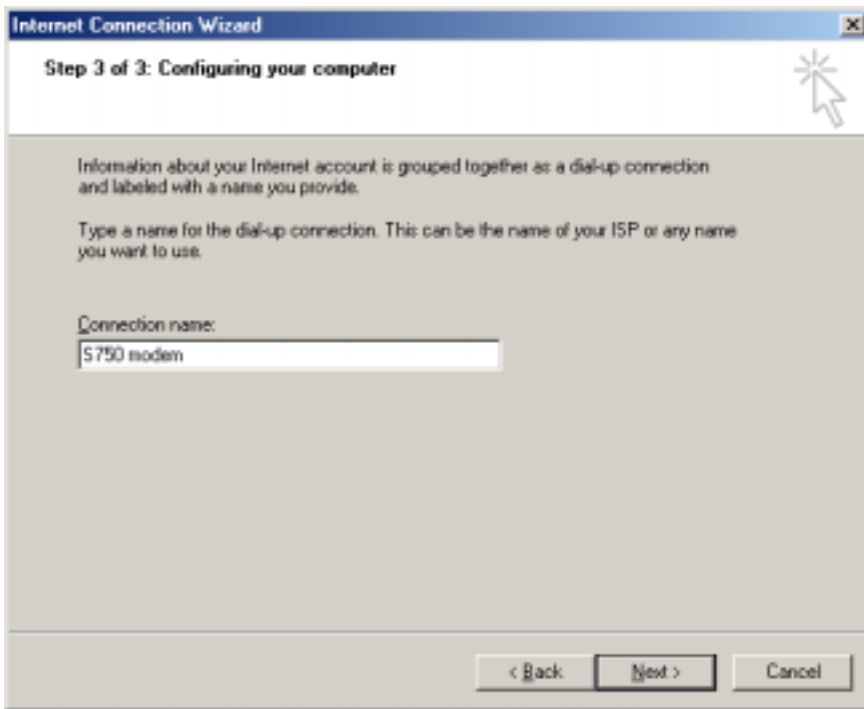 Internet Connection Wizard
Step 3 of 3: Configuring your computer
Information about your Internet account is grouped together as a dial-up connection
and labeled with a name you provide.
Type a name for the dial-up connection. This can be the name of your ISP or any name
you want to use.
Connection name:
S750 modem
< Back
Next >
Cancel